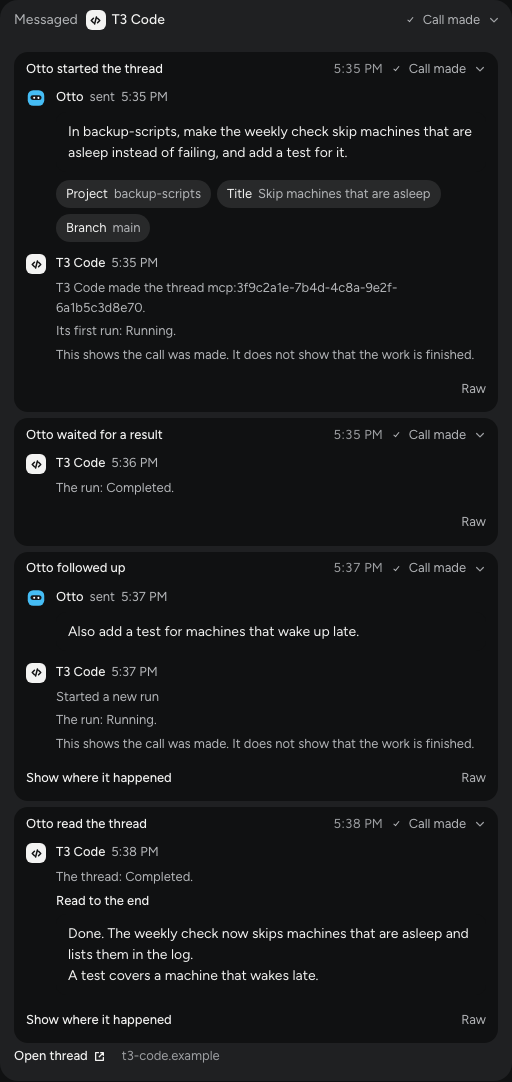 Messaged T3 Code Call made
Otto started the thread 5:35 PM Call made
Otto sent 5:35 PM
In backup-scripts, make the weekly check skip machines that are
asleep instead of failing, and add a test for it.
Project backup-scripts Title Skip machines that are asleep
Branch main
T3 Code 5:35 PM
T3 Code made the thread mcp:3f9c2a1e-7b4d-4c8a-9e2f-
6a1b5c3d8e70.
Its first run: Running.
This shows the call was made. It does not show that the work is finished.
Raw
Otto waited for a result 5:35 PM Call made
T3 Code 5:36 PM
The run: Completed.
Raw
Otto followed up 5:37 PM Call made
Otto sent 5:37 PM
Also add a test for machines that wake up late.
T3 Code 5:37 PM
Started a new run
The run: Running.
This shows the call was made. It does not show that the work is finished.
Show where it happened Raw
Otto read the thread 5:38 PM Call made
T3 Code 5:38 PM
The thread: Completed.
Read to the end
Done. The weekly check now skips machines that are asleep and
lists them in the log.
A test covers a machine that wakes late.
Show where it happened Raw
Open thread t3-code.example